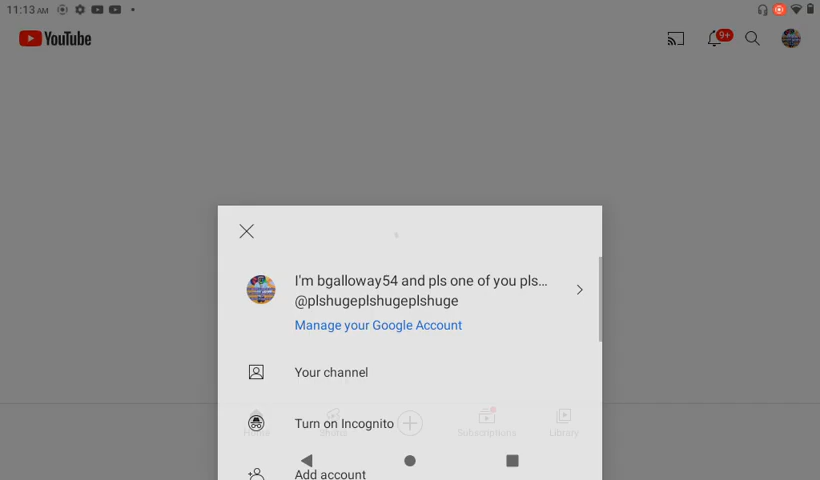 11:13 AM
YouTube
9+
I'm bgalloway54 and pls one of you pls...
@plshugeplshugeplshuge
Manage your Google Account
Your channel
Turn on Incognito
Home
Shorts
Subscriptions
Library
Add account